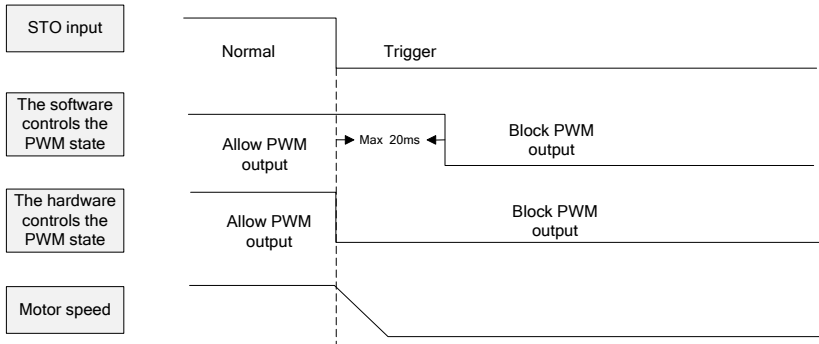 STO input
Normal
Trigger
The software
controls the
PWM state
Allow PWM
output
Max 20ms
Block PWM
output
The hardware
controls the
PWM state
Allow PWM
output
Block PWM
output
Motor speed